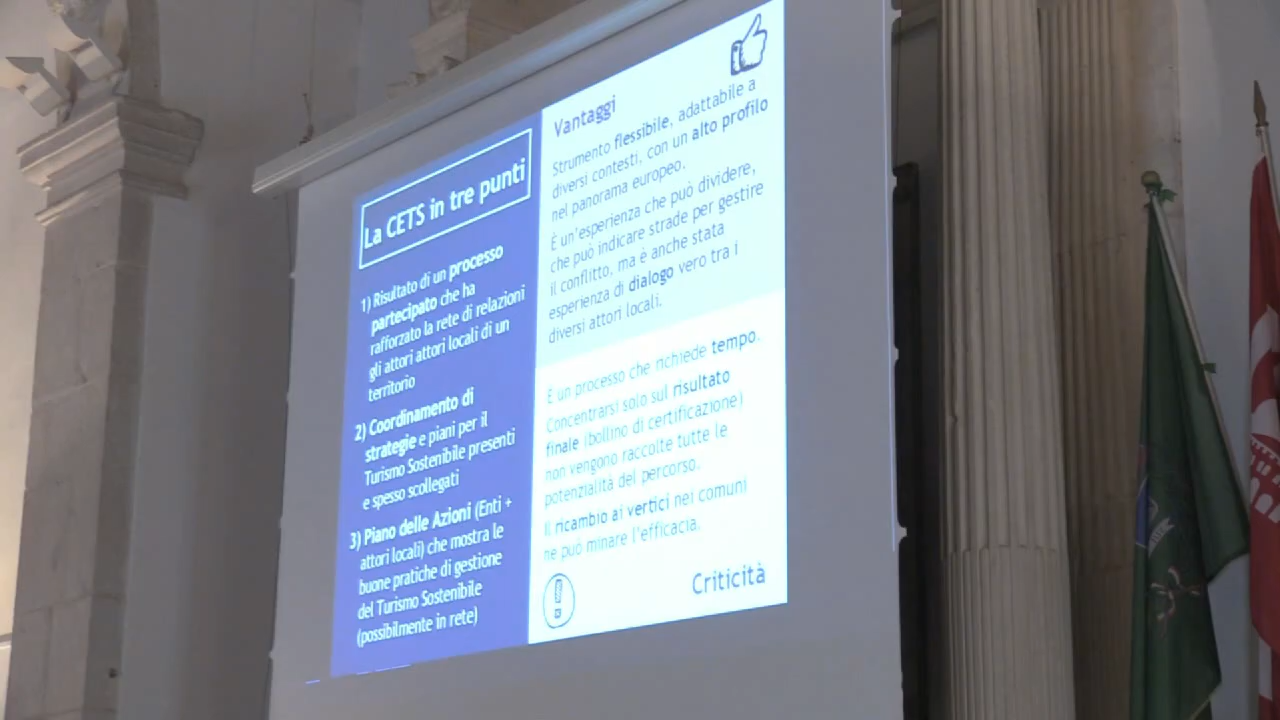 La CETS in tre punti
1) Risultato di un processo
partecipato che ha
rafforzato la rete di relazioni
gli attori attori locali di un
territorio
2) Coordinamento di
strategie e piani per il
Turismo Sostenibile presenti
e spesso scollegati
3) Piano delle Azioni (Enti +
attori locali) che mostra le
buone pratiche di gestione
del Turismo Sostenibile
(possibilmente in rete)
Vantaggi
Strumento flessibile, adattabile a
diversi contesti, con un alto profilo
nel panorama europeo.
È un'esperienza che può dividere,
che può indicare strade per gestire
il conflitto, ma è anche stata
esperienza di dialogo vero tra i
diversi attori locali.
È un processo che richiede tempo.
Concentrarsi solo sul risultato
finale (bollino di certificazione)
non vengono raccolte tutte le
potenzialità del percorso.
Il ricambio ai vertici nei comuni
ne può minare l'efficacia.
Criticità